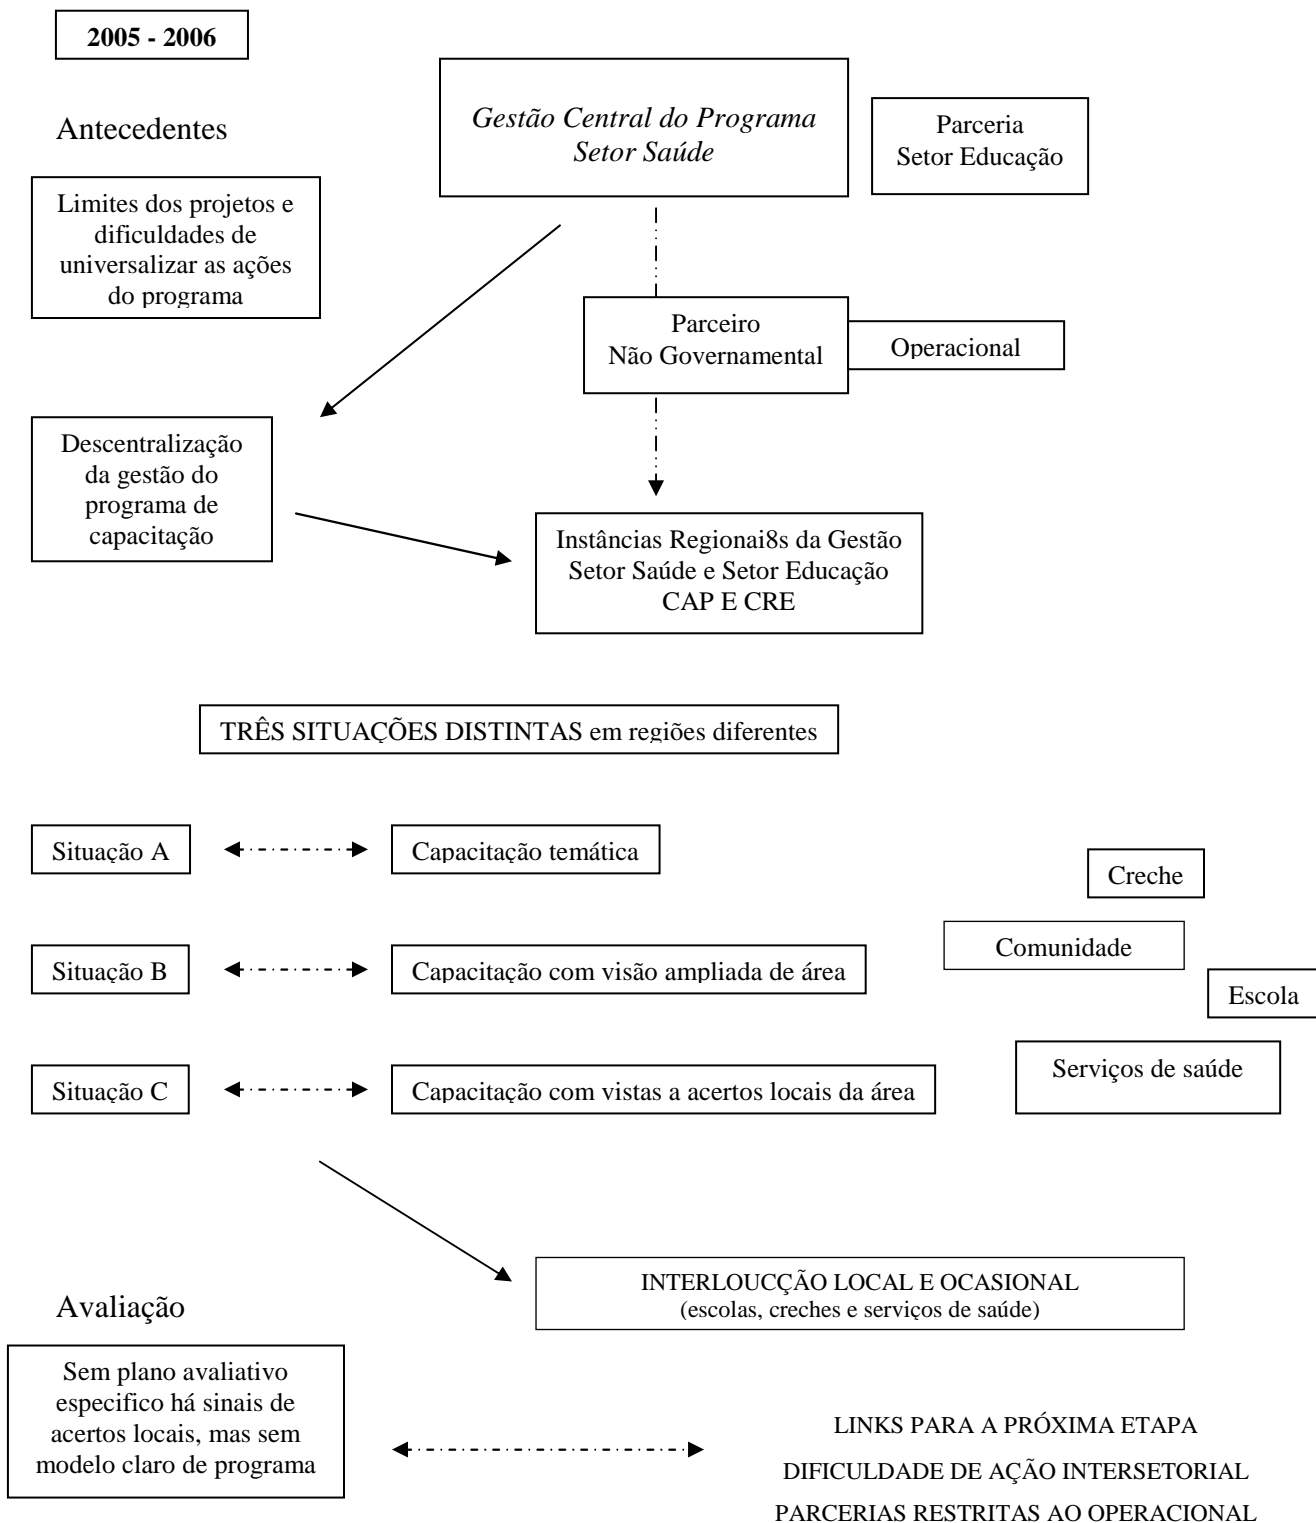 2005 - 2006
Gestão Central do Programa
Setor Saúde
Parceria
Setor Educação
Antecedentes
Limites dos projetos e
dificuldades de
universalizar as ações
do programa
Parceiro
Não Governamental
Operacional
Descentralização
da gestão do
programa de
capacitação
Instâncias Regionai8s da Gestão
Setor Saúde e Setor Educação
CAP E CRE
TRÊS SITUAÇÕES DISTINTAS em regiões diferentes
Situação A
Capacitação temática
Creche
Comunidade
Situação B
Capacitação com visão ampliada de área
Escola
Serviços de saúde
Situação C
Capacitação com vistas a acertos locais da área
INTERLOUCÇÃO LOCAL E OCASIONAL
(escolas, creches e serviços de saúde)
Avaliação
Sem plano avaliativo
especifico há sinais de
acertos locais, mas sem
modelo claro de programa
LINKS PARA A PRÓXIMA ETAPA
DIFICULDADE DE AÇÃO INTERSETORIAL
PARCERIAS RESTRITAS AO OPERACIONAL